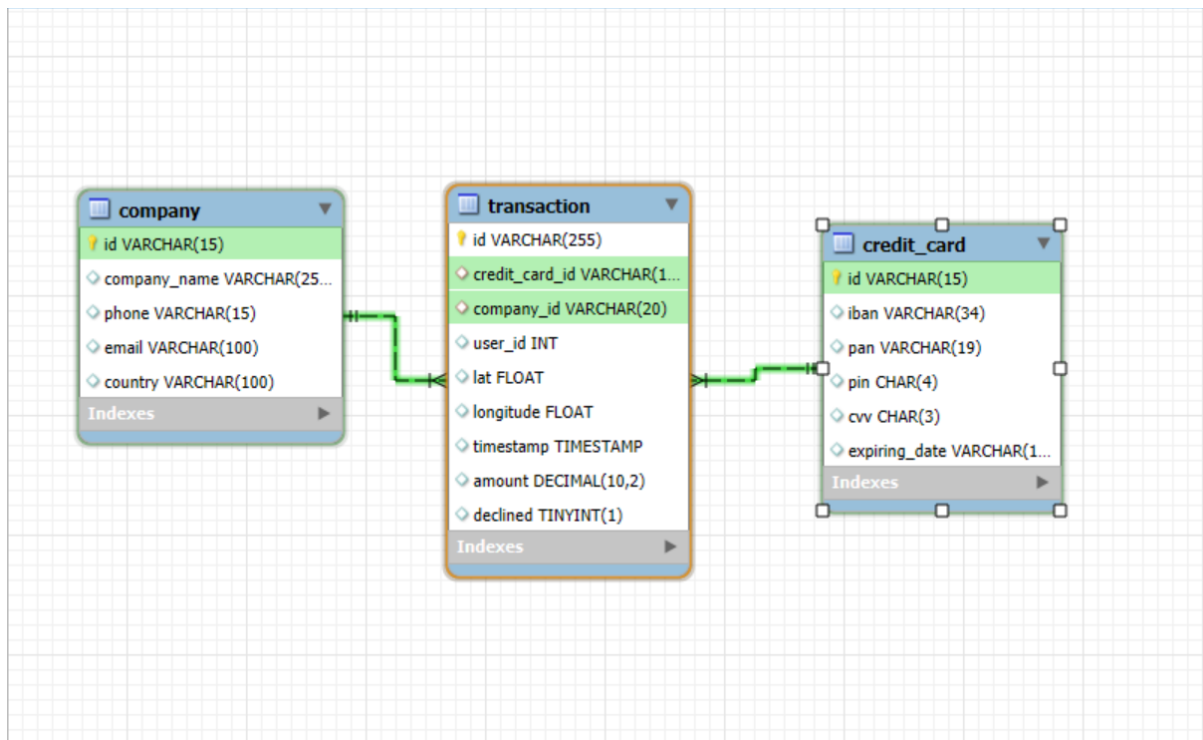 company
id VARCHAR(15)
company_name VARCHAR(25...
phone VARCHAR(15)
email VARCHAR(100)
country VARCHAR(100)
Indexes
transaction
id VARCHAR(255)
credit_card_id VARCHAR(1...
company_id VARCHAR(20)
user_id INT
lat FLOAT
longitude FLOAT
timestamp TIMESTAMP
amount DECIMAL(10,2)
declined TINYINT(1)
Indexes
credit_card
id VARCHAR(15)
iban VARCHAR(34)
pan VARCHAR(19)
pin CHAR(4)
cvv CHAR(3)
expiring_date VARCHAR(1...
Indexes